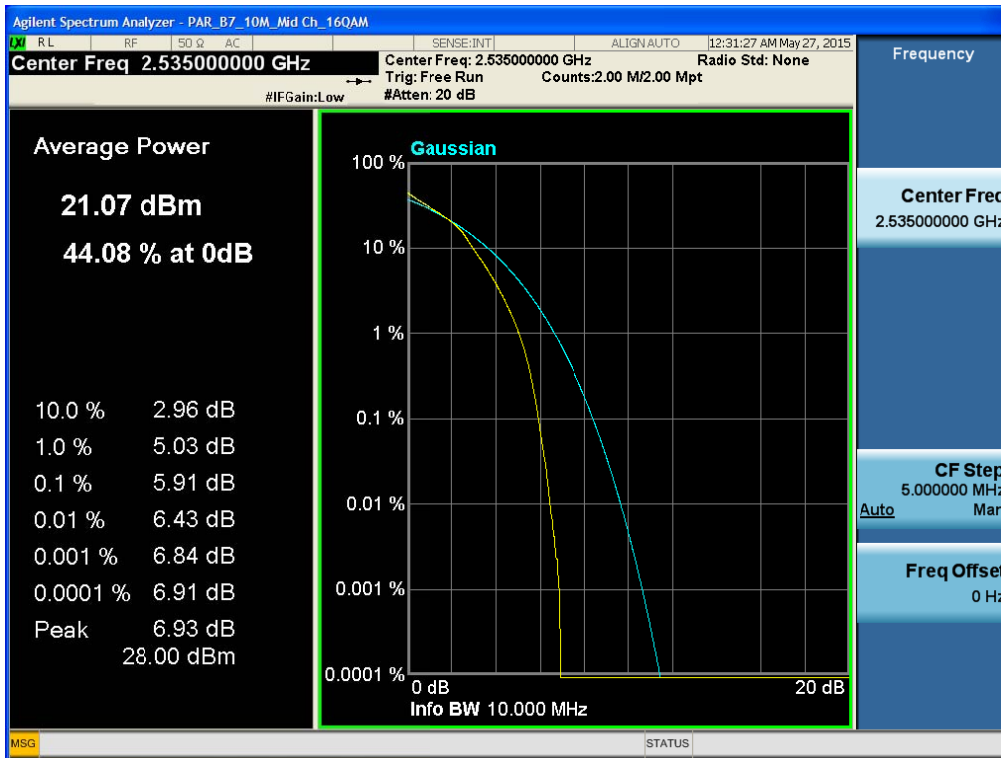 Agilent Spectrum Analyzer - PAR_B7_10M_Mid Ch_16QAM
LXI RL RF 50 Ω AC SENSE:INT ALIGN AUTO 12:31:27 AM May 27, 2015
Center Freq 2.535000000 GHz
#IFGain:Low
Center Freq: 2.535000000 GHz Radio Std: None
Trig: Free Run Counts:2.00 M/2.00 Mpt
#Atten: 20 dB
Average Power
21.07 dBm
44.08 % at 0dB
10.0 % 2.96 dB
1.0 % 5.03 dB
0.1 % 5.91 dB
0.01 % 6.43 dB
0.001 % 6.84 dB
0.0001 % 6.91 dB
Peak 6.93 dB
28.00 dBm
Gaussian
100 %
10 %
1 %
0.1 %
0.01 %
0.001 %
0.0001 %
0 dB 20 dB
Info BW 10.000 MHz
Frequency
Center Freq
2.535000000 GHz
CF Step
5.000000 MHz
Auto Man
Freq Offset
0 Hz
MSG STATUS